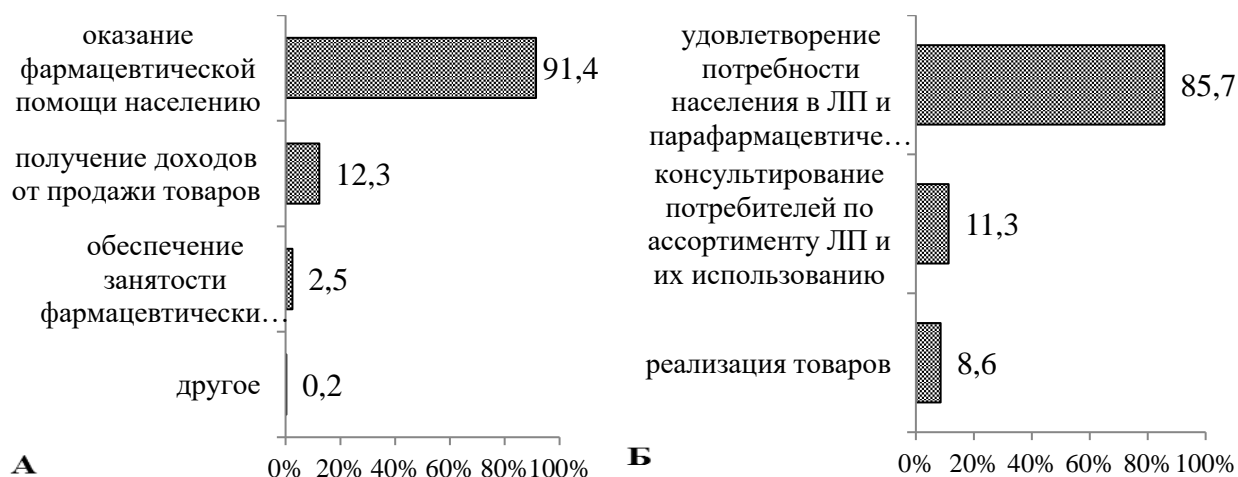 оказание
фармацевтической
помощи населению
91,4
получение доходов
от продажи товаров
12,3
обеспечение
занятости
фармацевтически…
2,5
другое
0,2
0% 20% 40% 60% 80% 100%
А
удовлетворение
потребности
населения в ЛП и
парафармацевтиче…
85,7
консультирование
потребителей по
ассортименту ЛП и
их использованию
11,3
реализация товаров
8,6
0% 20% 40% 60% 80% 100%
Б